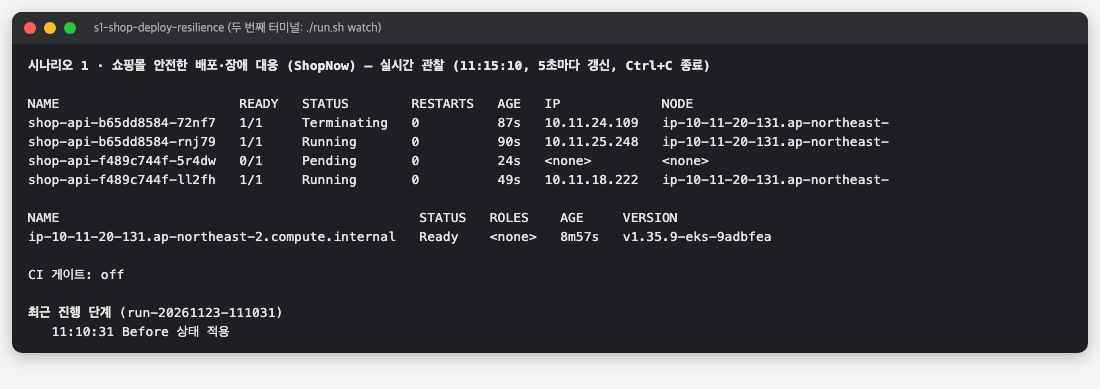 s1-shop-deploy-resilience (두 번째 터미널: ./run.sh watch)
시나리오 1 · 쇼핑몰 안전한 배포·장애 대응 (ShopNow) — 실시간 관찰 (11:15:10, 5초마다 갱신, Ctrl+C 종료)
NAME READY STATUS RESTARTS AGE IP NODE
shop-api-b65dd8584-72nf7 1/1 Terminating 0 87s 10.11.24.109 ip-10-11-20-131.ap-northeast-
shop-api-b65dd8584-rnj79 1/1 Running 0 90s 10.11.25.248 ip-10-11-20-131.ap-northeast-
shop-api-f489c744f-5r4dw 0/1 Pending 0 24s <none> <none>
shop-api-f489c744f-ll2fh 1/1 Running 0 49s 10.11.18.222 ip-10-11-20-131.ap-northeast-
NAME STATUS ROLES AGE VERSION
ip-10-11-20-131.ap-northeast-2.compute.internal Ready <none> 8m57s v1.35.9-eks-9adbfea
CI 게이트: off
최근 진행 단계 (run-20261123-111031)
11:10:31 Before 상태 적용